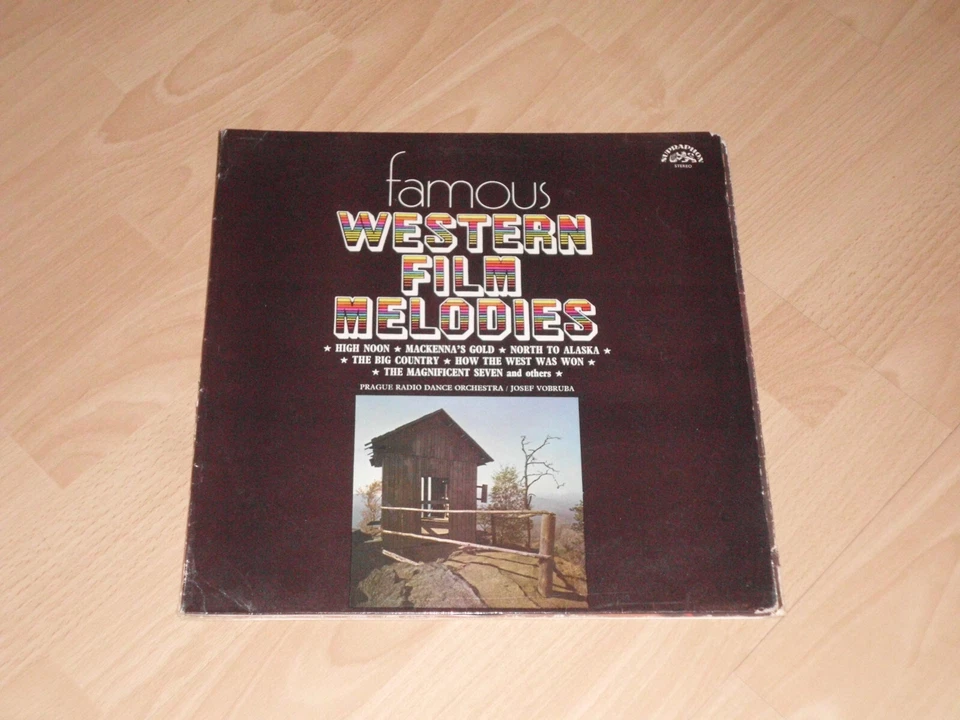 SUPRAPHON
STEREO
famous
WESTERN
FILM
MELODIES
★ HIGH NOON ★ MACKENNA'S GOLD ★ NORTH TO ALASKA ★
★ THE BIG COUNTRY ★ HOW THE WEST WAS WON ★
★ THE MAGNIFICENT SEVEN and others ★
PRAGUE RADIO DANCE ORCHESTRA / JOSEF VOBRUBA